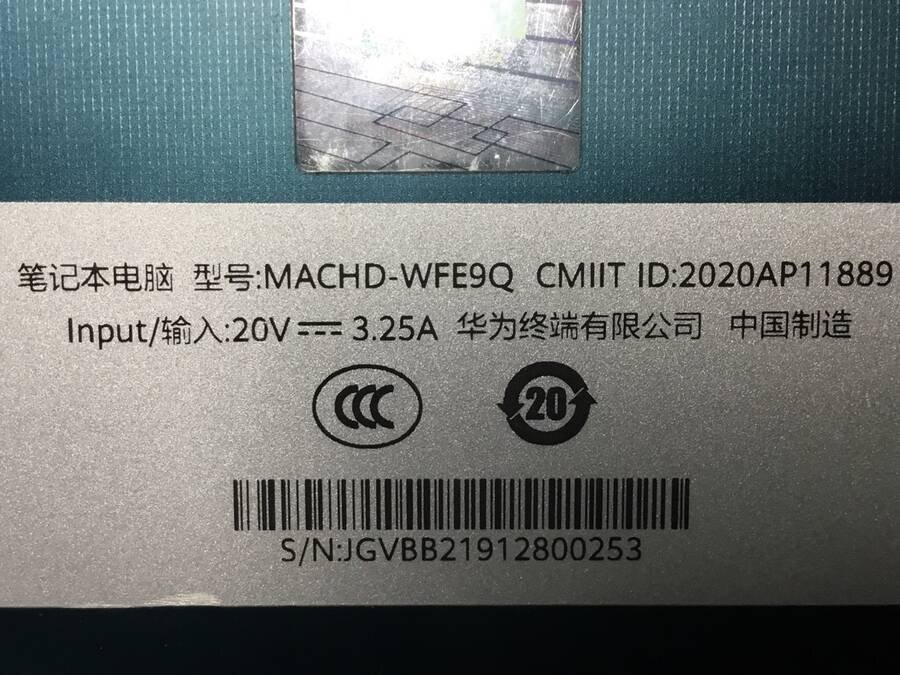 笔记本电脑 型号:MACHD-WFE9Q CMIIT ID:2020AP11889
Input/输入:20V⎓3.25A 华为终端有限公司 中国制造
CCC 20
S/N:JGVBB21912800253